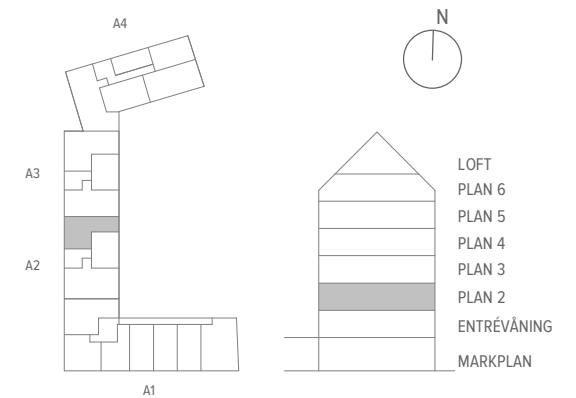 A4
N
A3
A2
A1
LOFT
PLAN 6
PLAN 5
PLAN 4
PLAN 3
PLAN 2
ENTRÉVÅNING
MARKPLAN